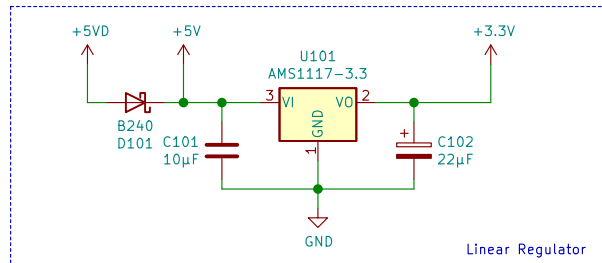 +5VD
+5V
+3.3V
U101
AMS1117-3.3
3
VI
VO
2
GND
1
B240
D101
C101
10µF
+
C102
22µF
GND
Linear Regulator